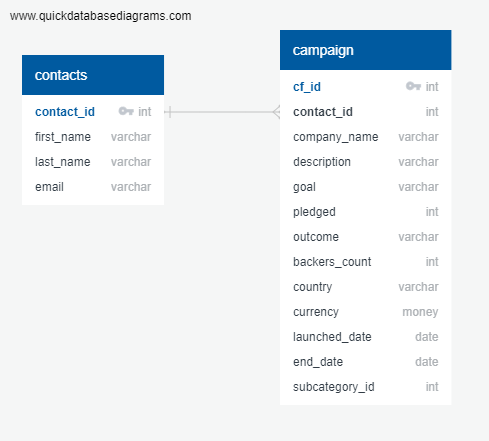 www.quickdatabasediagrams.com
contacts
contact_id int
first_name varchar
last_name varchar
email varchar
campaign
cf_id int
contact_id int
company_name varchar
description varchar
goal varchar
pledged int
outcome varchar
backers_count int
country varchar
currency money
launched_date date
end_date date
subcategory_id int